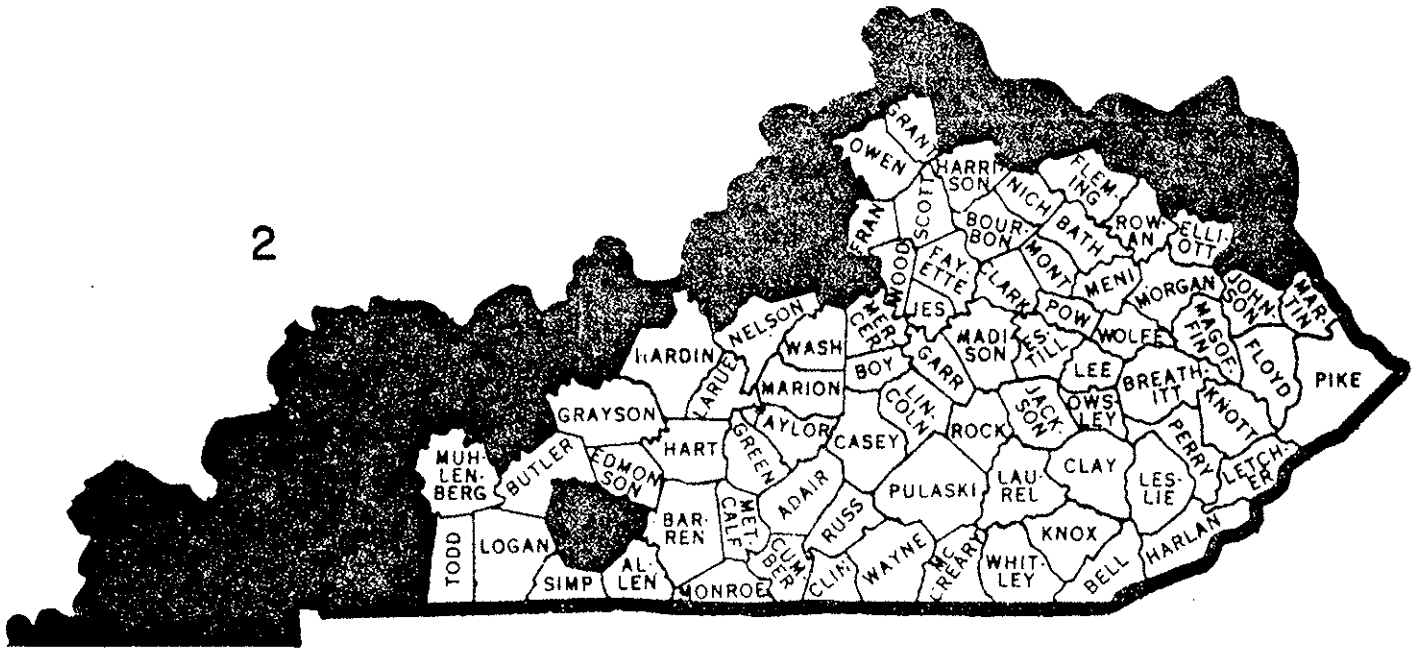 2
GRANT
OWEN
HARRI
SON
FLEM-
ING
NICH
SCOTT
FRAN
BOUR-
BON
BATH
ROW-
AN
ELLI-
OTT
WOOD
FAY-
ETTE
CLARK
MONT
MENI
MORGAN
JOHN-
SON
MAR-
TIN
JES
POW
WOLFE
MAGOF-
FIN
FLOYD
PIKE
NELSON
WASH
MER-
CER
MADI
SON
ES-
TILL
HARDIN
LARUE
MARION
BOY
GARR
LEE
BREATH-
ITT
KNOTT
GRAYSON
LIN-
COLN
JACK-
SON
OWS-
LEY
HART
GREEN
TAYLOR
CASEY
ROCK
PERRY
LETCH-
ER
MUH-
LEN-
BERG
BUTLER
EDMON
SON
ADAIR
PULASKI
LAU-
REL
CLAY
LES-
LIE
BAR-
REN
MET-
CALF
RUSS
KNOX
HARLAN
TODD
LOGAN
SIMP
AL-
LEN
MONROE
CUM-
BER
CLIN
WAYNE
MC
CREARY
WHIT-
LEY
BELL